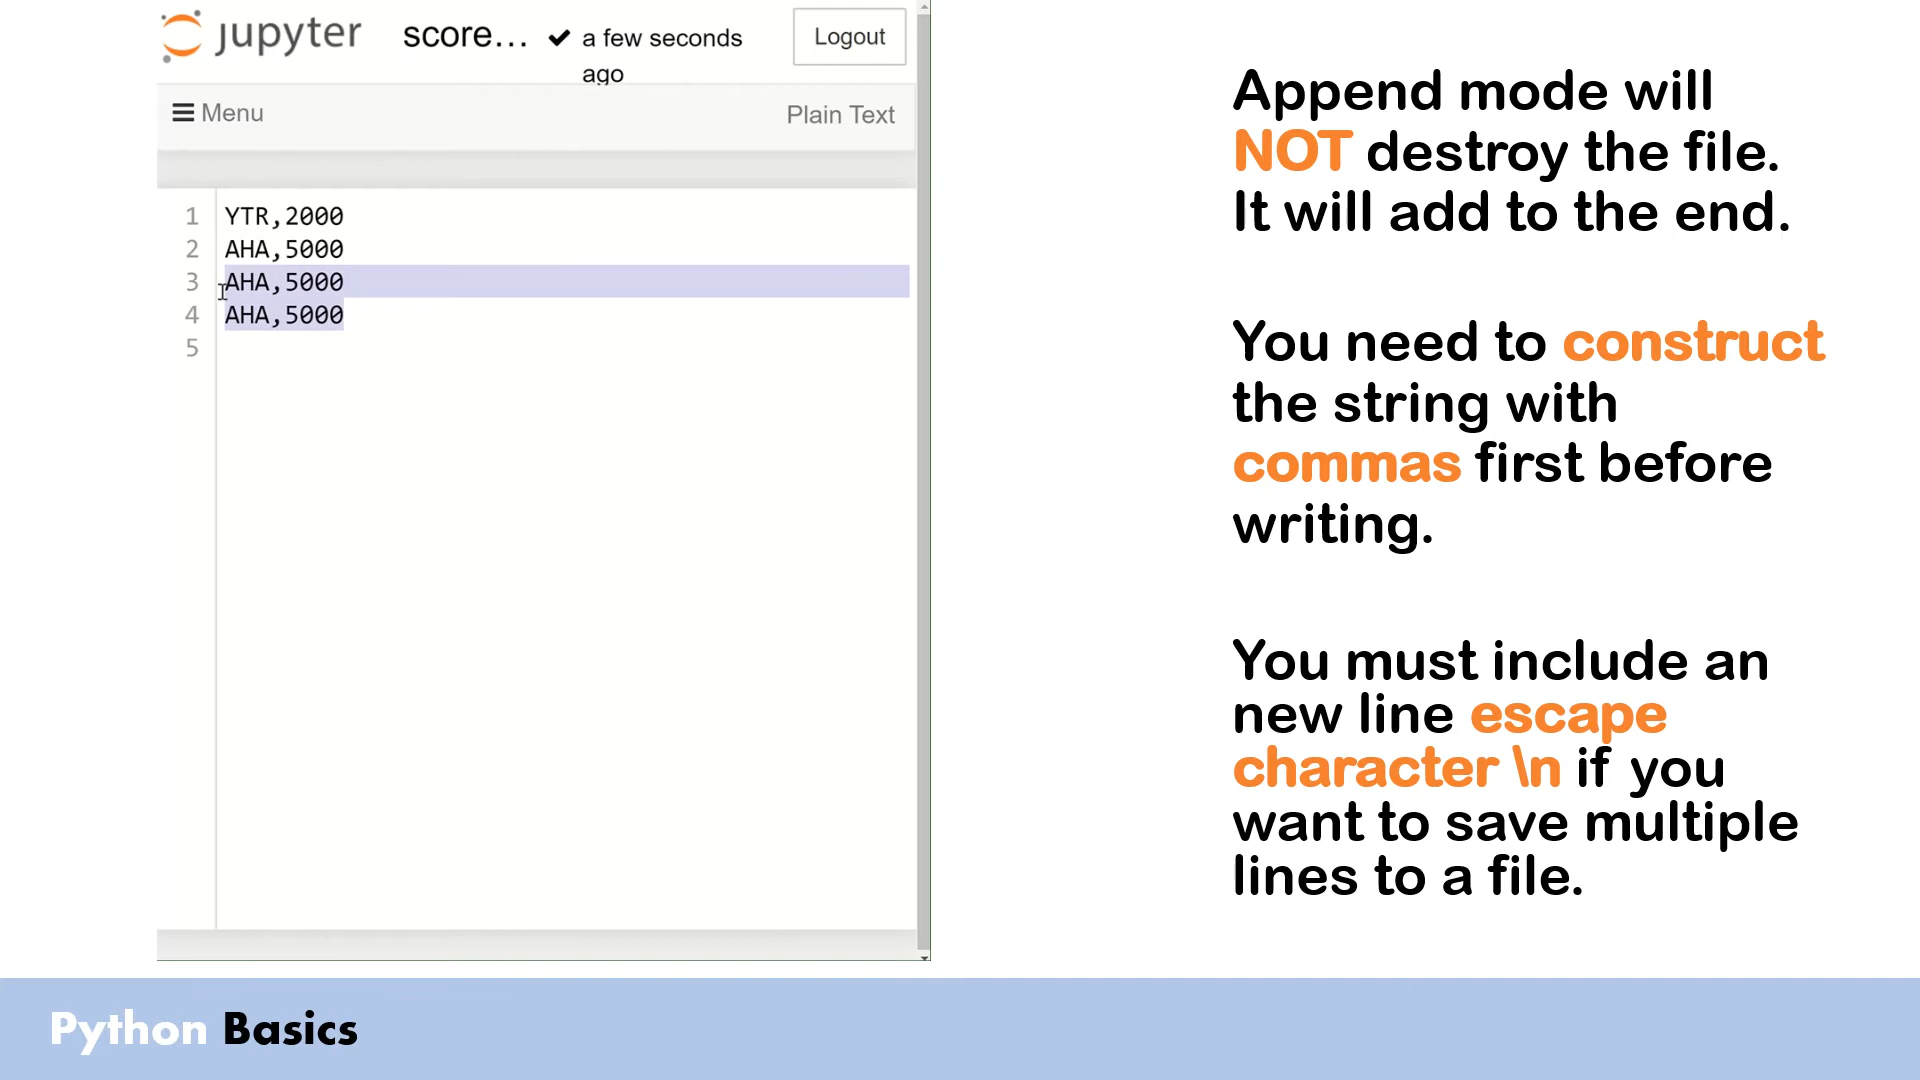 jupyter score... ✔ a few seconds ago Logout
Menu Plain Text
1 YTR,2000
2 AHA,5000
3 AHA,5000
4 AHA,5000
5
Append mode will
NOT destroy the file.
It will add to the end.
You need to construct
the string with
commas first before
writing.
You must include an
new line escape
character \n if you
want to save multiple
lines to a file.
Python Basics